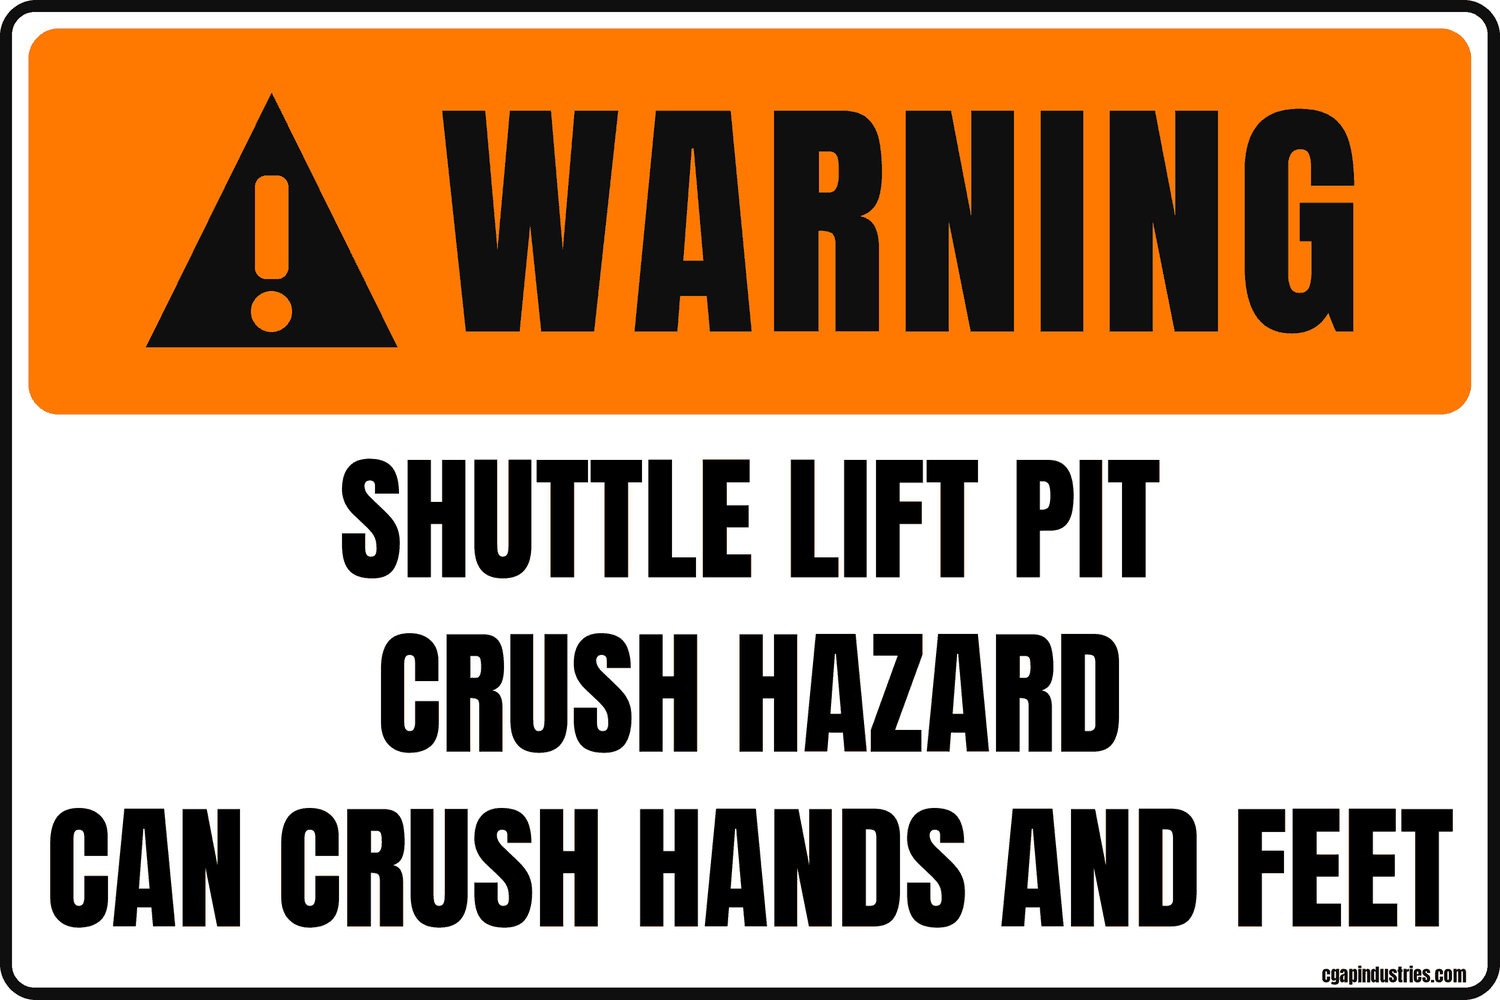 WARNING
SHUTTLE LIFT PIT
CRUSH HAZARD
CAN CRUSH HANDS AND FEET
cgapindustries.com